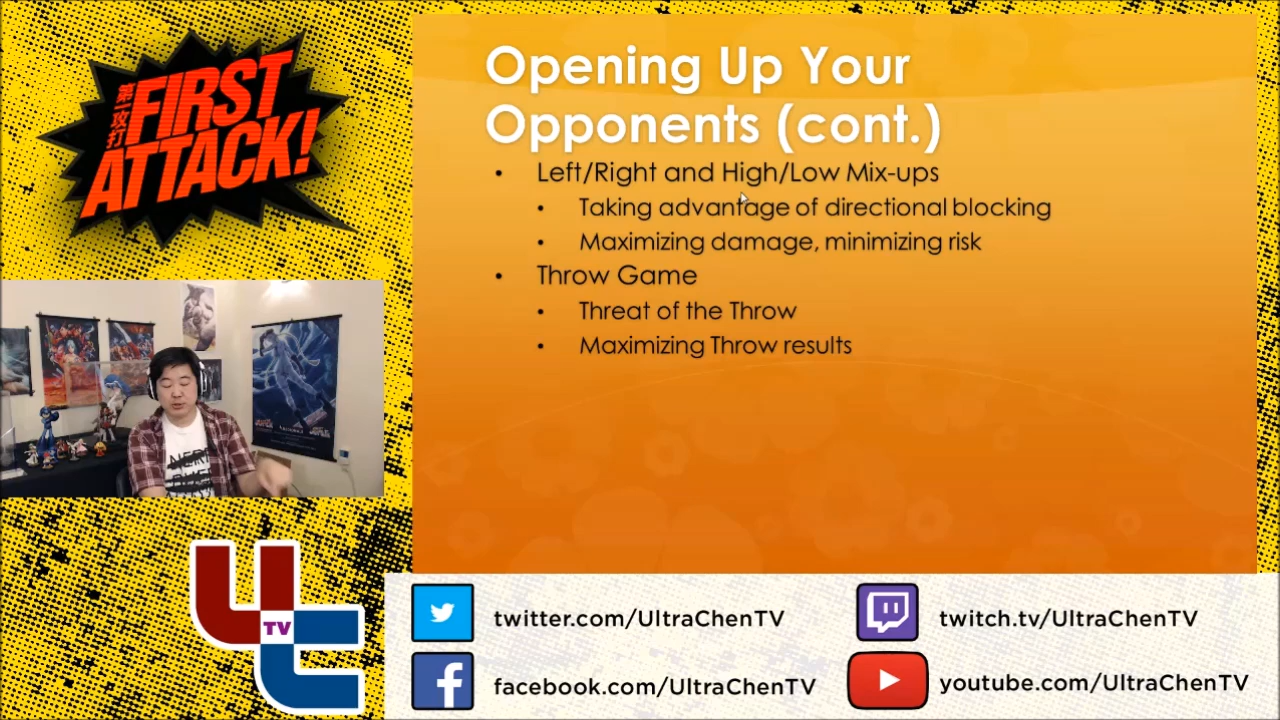 第一攻打
FIRST
ATTACK!
Opening Up Your
Opponents (cont.)
• Left/Right and High/Low Mix-ups
• Taking advantage of directional blocking
• Maximizing damage, minimizing risk
• Throw Game
• Threat of the Throw
• Maximizing Throw results
UC
TV
twitter.com/UltraChenTV
twitch.tv/UltraChenTV
facebook.com/UltraChenTV
youtube.com/UltraChenTV